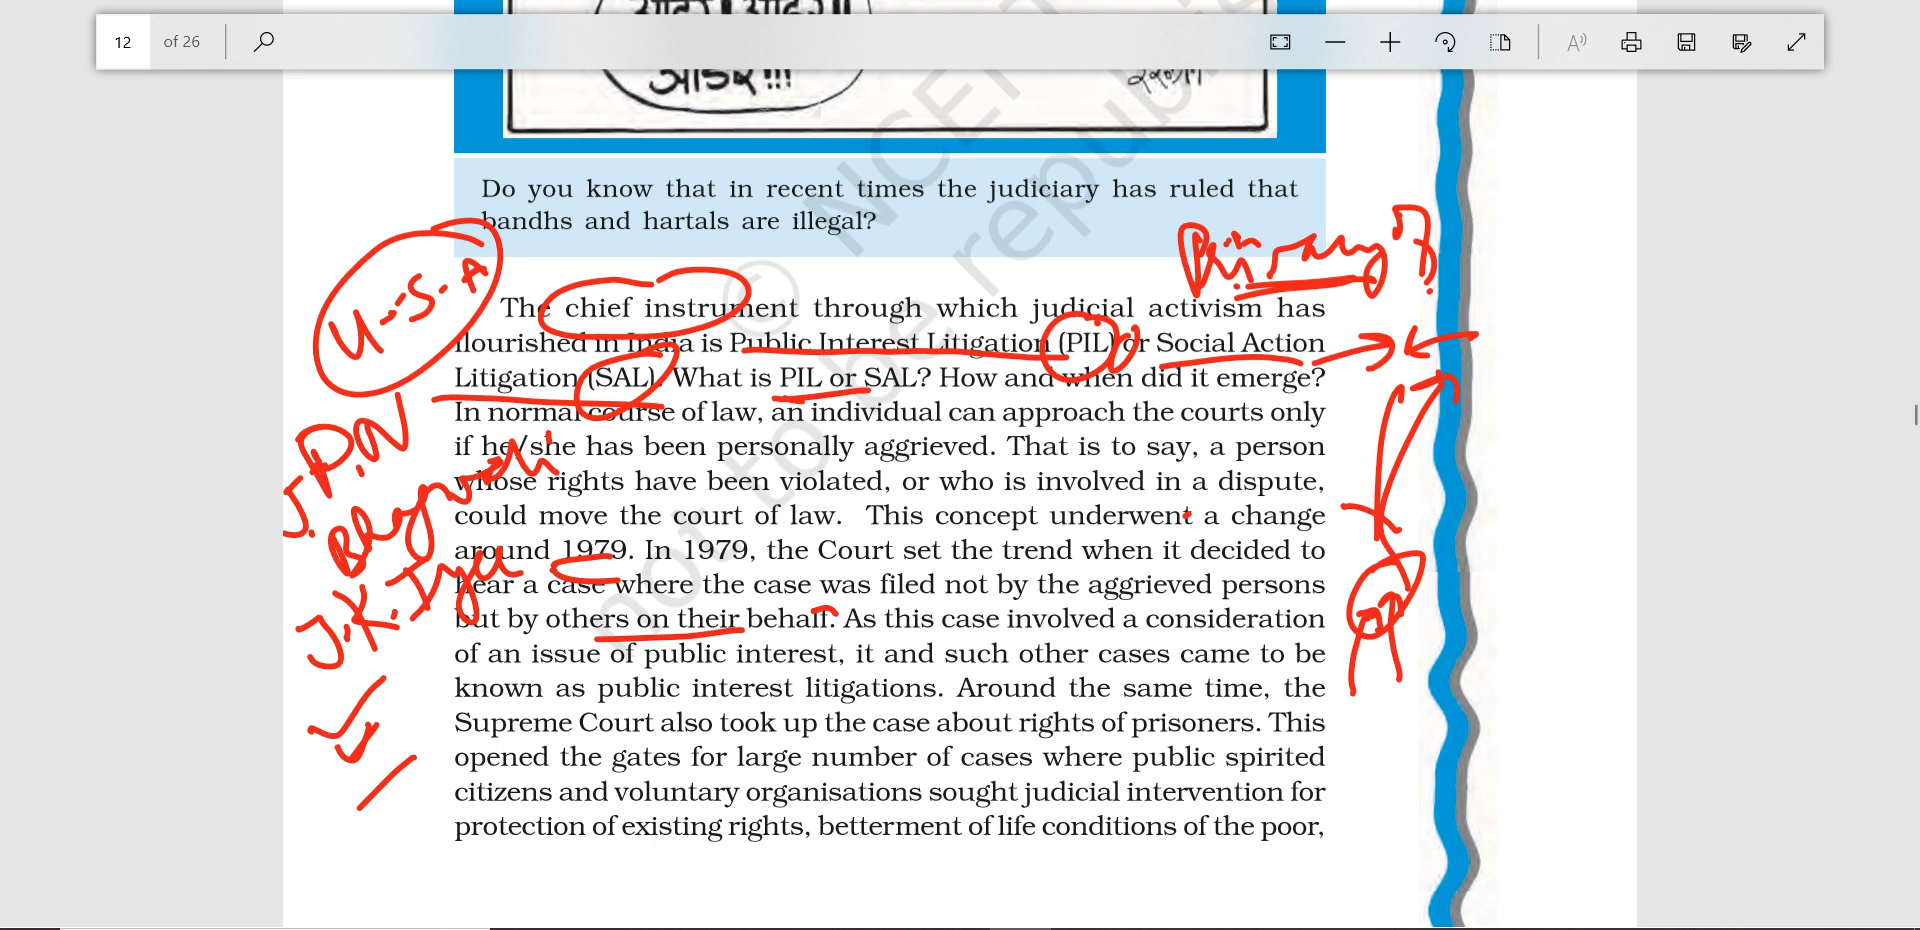 12 of 26
आर्डर!!!
Do you know that in recent times the judiciary has ruled that
bandhs and hartals are illegal?
U.S.A
The chief instrument through which judicial activism has
flourished in India is Public Interest Litigation (PIL) or Social Action
Litigation (SAL). What is PIL or SAL? How and when did it emerge?
In normal course of law, an individual can approach the courts only
if he/she has been personally aggrieved. That is to say, a person
whose rights have been violated, or who is involved in a dispute,
could move the court of law. This concept underwent a change
around 1979. In 1979, the Court set the trend when it decided to
hear a case where the case was filed not by the aggrieved persons
but by others on their behalf. As this case involved a consideration
of an issue of public interest, it and such other cases came to be
known as public interest litigations. Around the same time, the
Supreme Court also took up the case about rights of prisoners. This
opened the gates for large number of cases where public spirited
citizens and voluntary organisations sought judicial intervention for
protection of existing rights, betterment of life conditions of the poor,
J. P.N
Bhagwati
J.K. Iyer
© NCERT
not to be republis